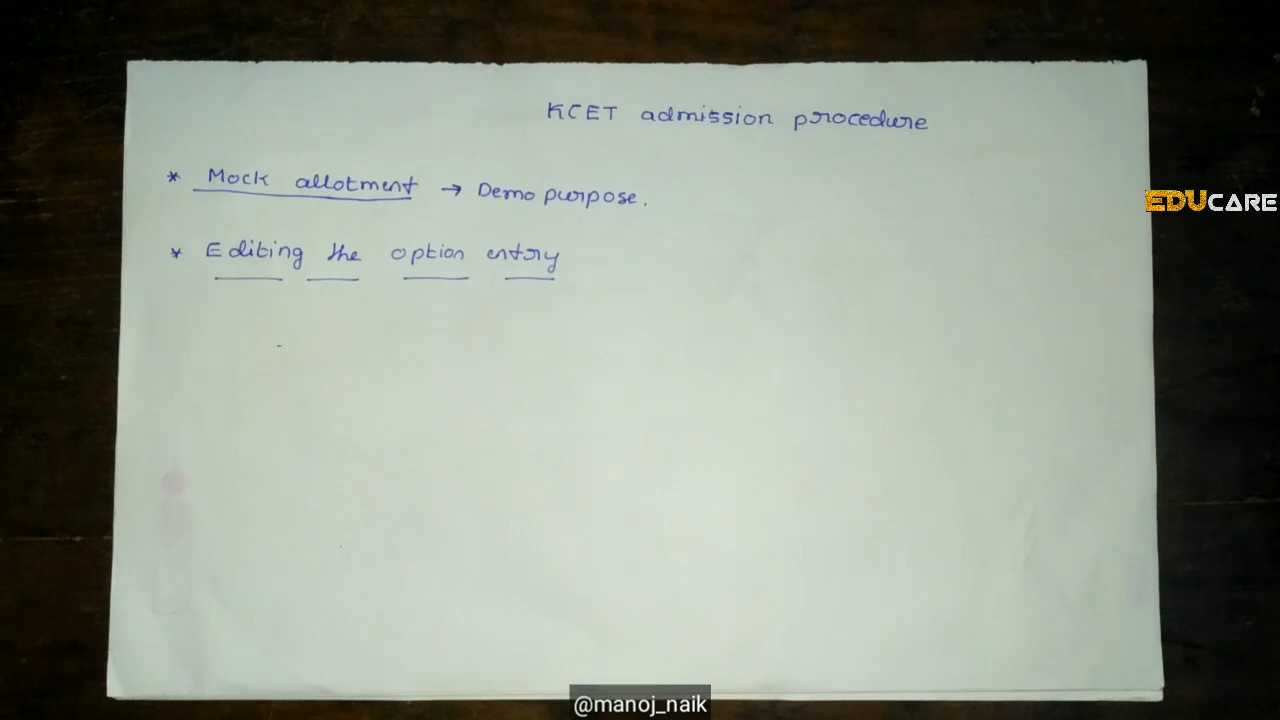 KCET admission procedure
* Mock allotment → Demo purpose.
EDUCARE
* Editing the option entry
@manoj_naik